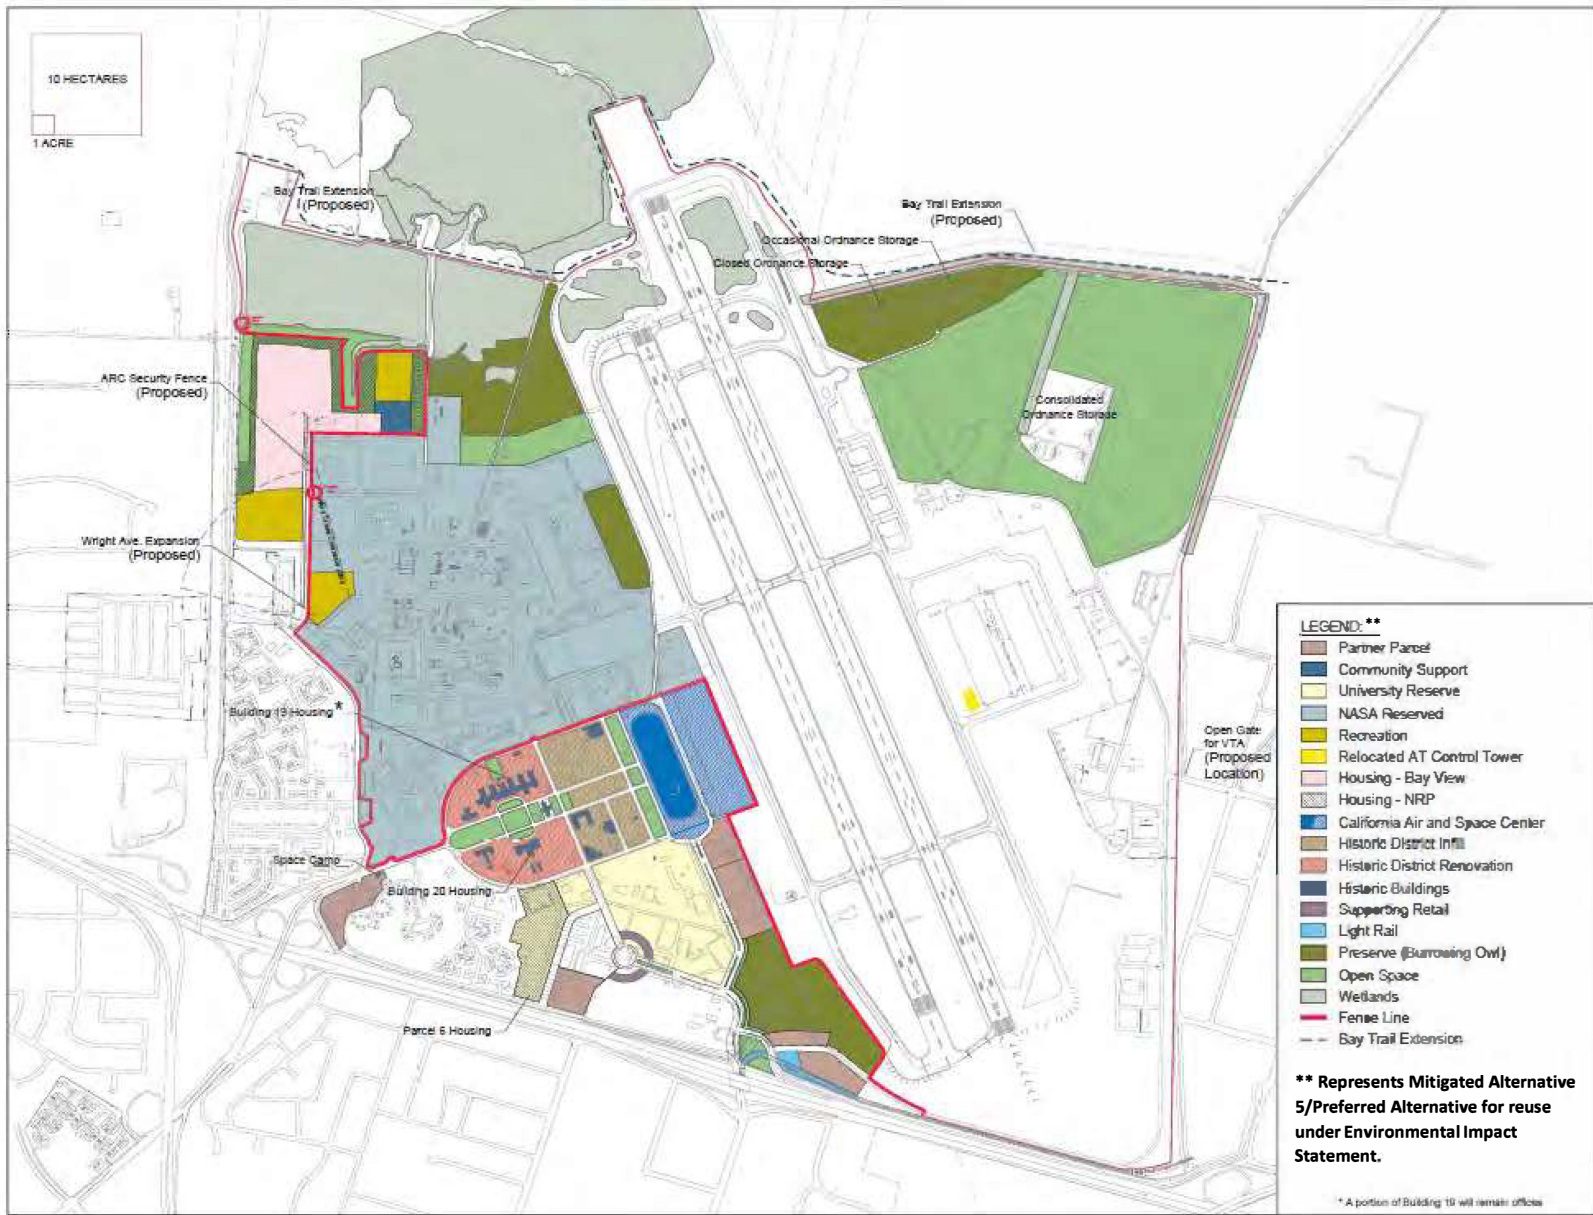 10 HECTARES
1 ACRE
Bay Trail Extension
(Proposed)
Bay Trail Extension
(Proposed)
Occasional Ordnance Storage
Closed Ordnance Storage
ARC Security Fence
(Proposed)
Consolidated
Ordnance Storage
Wright Ave. Expansion
(Proposed)
Building 19 Housing*
Open Gate
for VTA
(Proposed
Location)
Space Camp
Building 20 Housing
Parcel 6 Housing
LEGEND: **
Partner Parcel
Community Support
University Reserve
NASA Reserved
Recreation
Relocated AT Control Tower
Housing - Bay View
Housing - NRP
California Air and Space Center
Historic District Infill
Historic District Renovation
Historic Buildings
Supporting Retail
Light Rail
Preserve (Burrowing Owl)
Open Space
Wetlands
Fence Line
Bay Trail Extension
** Represents Mitigated Alternative
5/Preferred Alternative for reuse
under Environmental Impact
Statement.
* A portion of Building 19 will remain offices